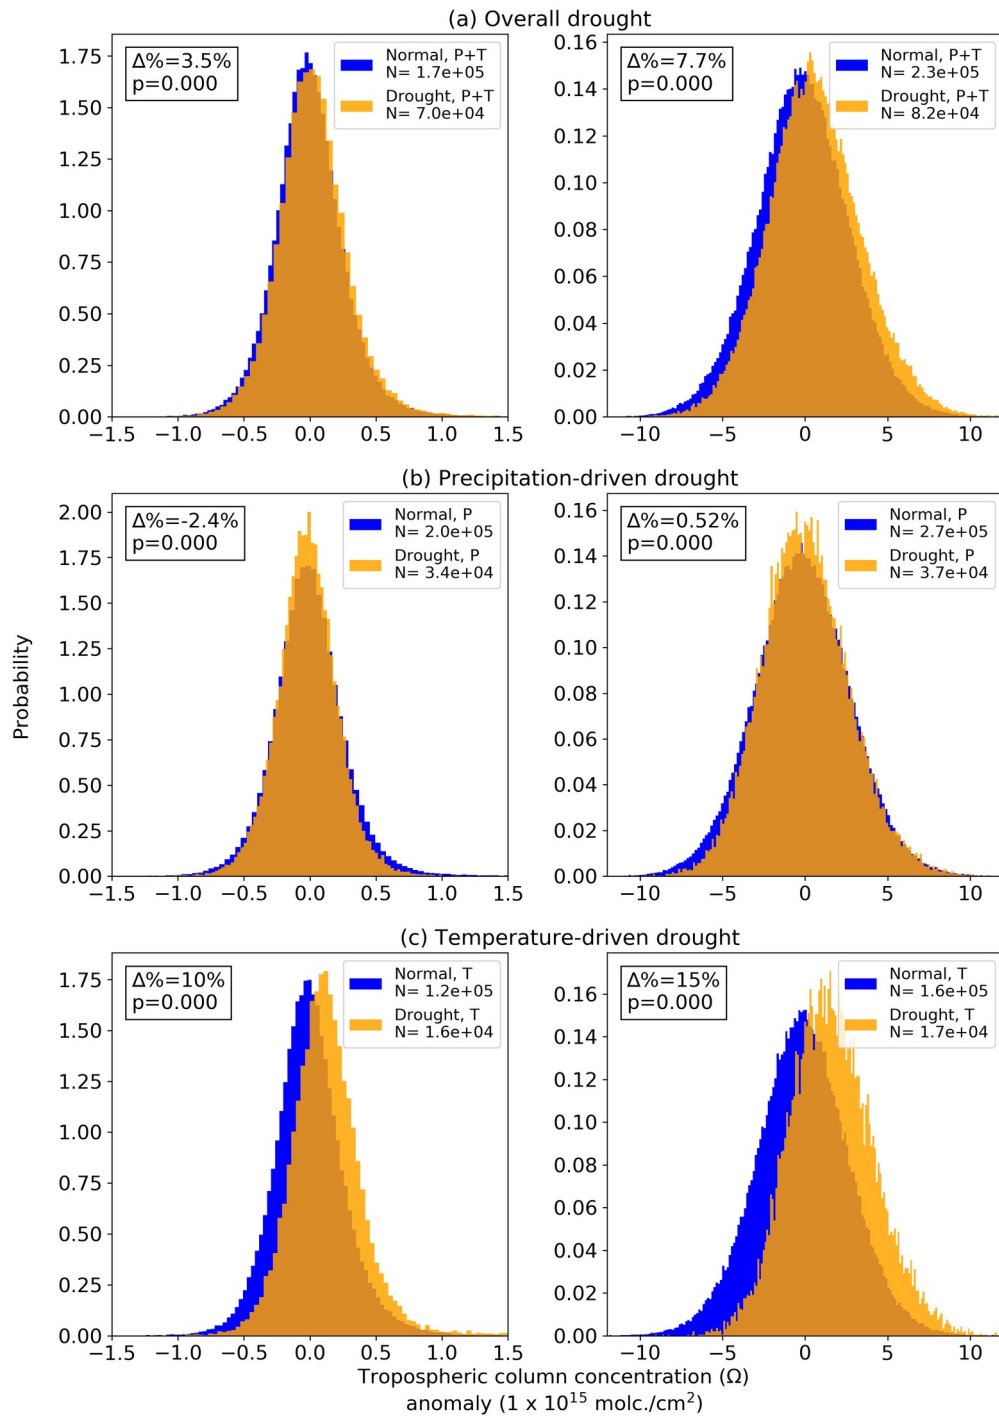 (a) Overall drought
Δ%=3.5%
p=0.000
Normal, P+T
N= 1.7e+05
Drought, P+T
N= 7.0e+04
1.75
1.50
1.25
1.00
0.75
0.50
0.25
0.00
−1.5 −1.0 −0.5 0.0 0.5 1.0 1.5
Δ%=7.7%
p=0.000
Normal, P+T
N= 2.3e+05
Drought, P+T
N= 8.2e+04
0.16
0.14
0.12
0.10
0.08
0.06
0.04
0.02
0.00
−10 −5 0 5 10
(b) Precipitation-driven drought
Δ%=-2.4%
p=0.000
Normal, P
N= 2.0e+05
Drought, P
N= 3.4e+04
2.00
1.75
1.50
1.25
1.00
0.75
0.50
0.25
0.00
−1.5 −1.0 −0.5 0.0 0.5 1.0 1.5
Δ%=0.52%
p=0.000
Normal, P
N= 2.7e+05
Drought, P
N= 3.7e+04
0.16
0.14
0.12
0.10
0.08
0.06
0.04
0.02
0.00
−10 −5 0 5 10
Probability
(c) Temperature-driven drought
Δ%=10%
p=0.000
Normal, T
N= 1.2e+05
Drought, T
N= 1.6e+04
1.75
1.50
1.25
1.00
0.75
0.50
0.25
0.00
−1.5 −1.0 −0.5 0.0 0.5 1.0 1.5
Δ%=15%
p=0.000
Normal, T
N= 1.6e+05
Drought, T
N= 1.7e+04
0.16
0.14
0.12
0.10
0.08
0.06
0.04
0.02
0.00
−10 −5 0 5 10
Tropospheric column concentration (Ω)
anomaly (1 x 10¹⁵ molc./cm²)